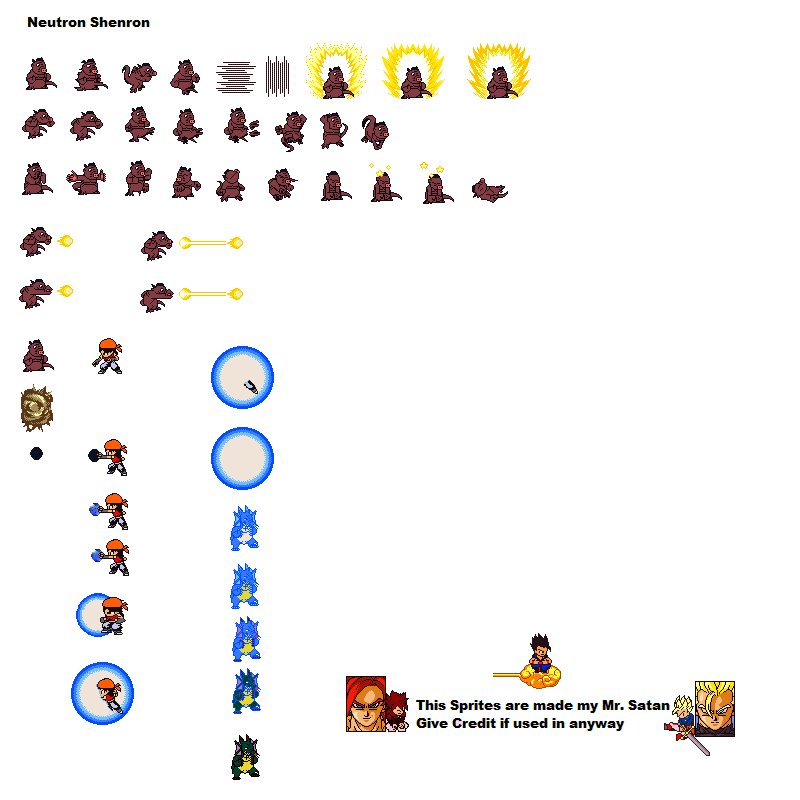 Neutron Shenron
This Sprites are made my Mr. Satan
Give Credit if used in anyway